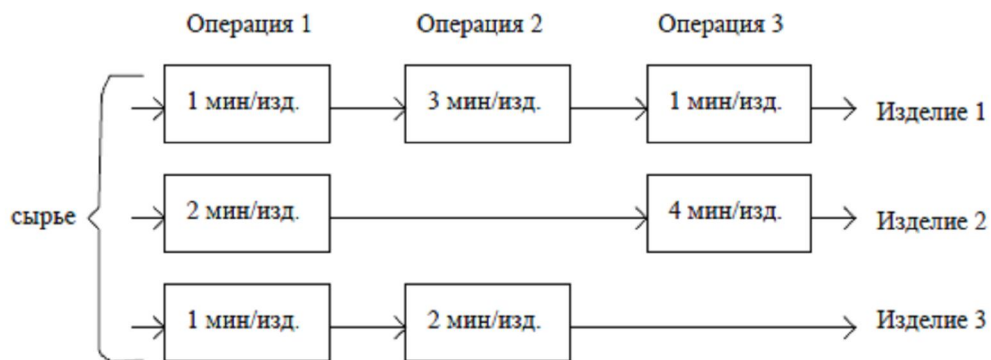 Операция 1 Операция 2 Операция 3
1 мин/изд. 3 мин/изд. 1 мин/изд. Изделие 1
сырье 2 мин/изд. 4 мин/изд. Изделие 2
1 мин/изд. 2 мин/изд. Изделие 3